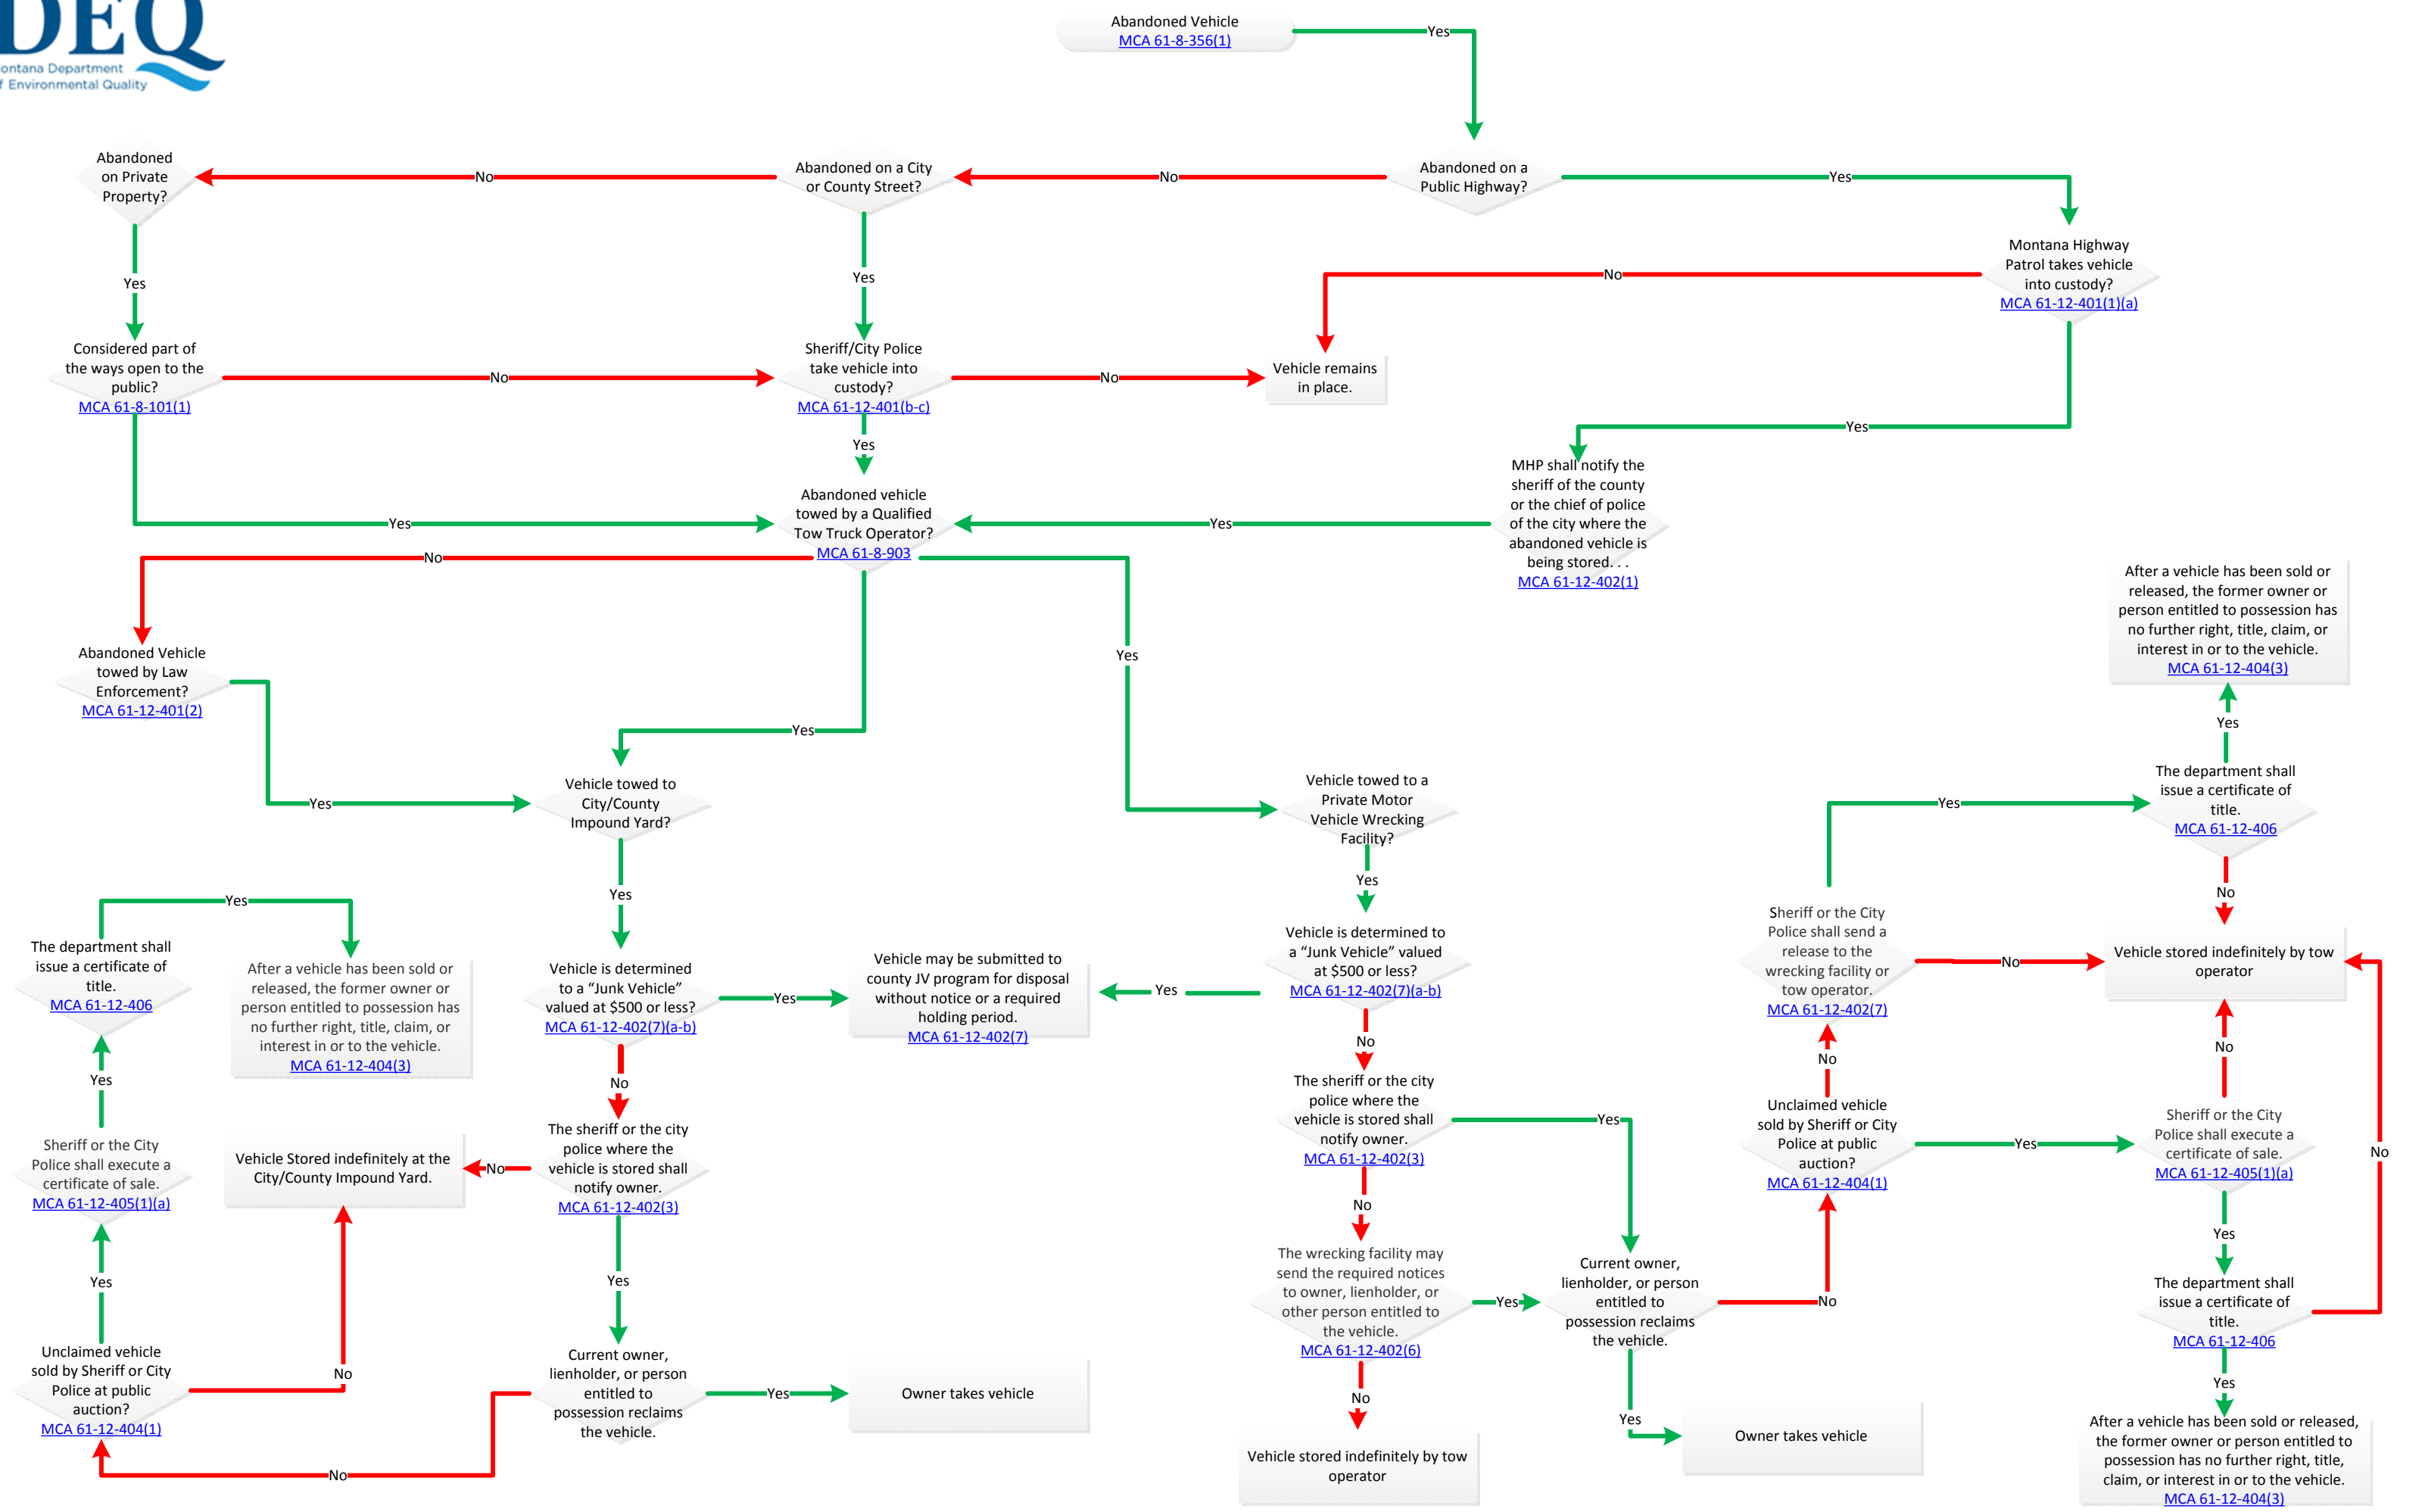 DEQ
ontana Department
f Environmental Quality
Abandoned Vehicle
MCA 61-8-356(1)
Yes
Abandoned
on Private
Property?
No
Abandoned on a City
or County Street?
No
Abandoned on a
Public Highway?
Yes
Montana Highway
Patrol takes vehicle
into custody?
MCA 61-12-401(1)(a)
No
Yes
Yes
Considered part of
the ways open to the
public?
MCA 61-8-101(1)
No
Sheriff/City Police
take vehicle into
custody?
MCA 61-12-401(b-c)
No
Vehicle remains
in place.
Yes
Yes
MHP shall notify the
sheriff of the county
or the chief of police
of the city where the
abandoned vehicle is
being stored. . .
MCA 61-12-402(1)
Yes
Abandoned vehicle
towed by a Qualified
Tow Truck Operator?
MCA 61-8-903
Yes
No
Yes
Yes
Abandoned Vehicle
towed by Law
Enforcement?
MCA 61-12-401(2)
Yes
Vehicle towed to
City/County
Impound Yard?
Vehicle towed to a
Private Motor
Vehicle Wrecking
Facility?
Yes
Yes
Vehicle is determined
to a “Junk Vehicle”
valued at $500 or less?
MCA 61-12-402(7)(a-b)
Yes
Vehicle may be submitted to
county JV program for disposal
without notice or a required
holding period.
MCA 61-12-402(7)
Yes
Vehicle is determined to
a “Junk Vehicle” valued
at $500 or less?
MCA 61-12-402(7)(a-b)
No
The sheriff or the city
police where the
vehicle is stored shall
notify owner.
MCA 61-12-402(3)
No
Vehicle Stored indefinitely at the
City/County Impound Yard.
Yes
Current owner,
lienholder, or person
entitled to
possession reclaims
the vehicle.
Yes
Owner takes vehicle
No
Unclaimed vehicle
sold by Sheriff or City
Police at public
auction?
MCA 61-12-404(1)
No
Yes
Sheriff or the City
Police shall execute a
certificate of sale.
MCA 61-12-405(1)(a)
Yes
The department shall
issue a certificate of
title.
MCA 61-12-406
Yes
After a vehicle has been sold or
released, the former owner or
person entitled to possession has
no further right, title, claim, or
interest in or to the vehicle.
MCA 61-12-404(3)
No
The sheriff or the city
police where the
vehicle is stored shall
notify owner.
MCA 61-12-402(3)
Yes
No
The wrecking facility may
send the required notices
to owner, lienholder, or
other person entitled to
the vehicle.
MCA 61-12-402(6)
Yes
No
Vehicle stored indefinitely by tow
operator
Current owner,
lienholder, or person
entitled to
possession reclaims
the vehicle.
Yes
Owner takes vehicle
No
Unclaimed vehicle
sold by Sheriff or City
Police at public
auction?
MCA 61-12-404(1)
No
Sheriff or the City
Police shall send a
release to the
wrecking facility or
tow operator.
MCA 61-12-402(7)
Yes
No
The department shall
issue a certificate of
title.
MCA 61-12-406
Yes
After a vehicle has been sold or
released, the former owner or
person entitled to possession has
no further right, title, claim, or
interest in or to the vehicle.
MCA 61-12-404(3)
No
Vehicle stored indefinitely by tow
operator
Yes
Sheriff or the City
Police shall execute a
certificate of sale.
MCA 61-12-405(1)(a)
No
Yes
The department shall
issue a certificate of
title.
MCA 61-12-406
No
Yes
After a vehicle has been sold or released,
the former owner or person entitled to
possession has no further right, title,
claim, or interest in or to the vehicle.
MCA 61-12-404(3)